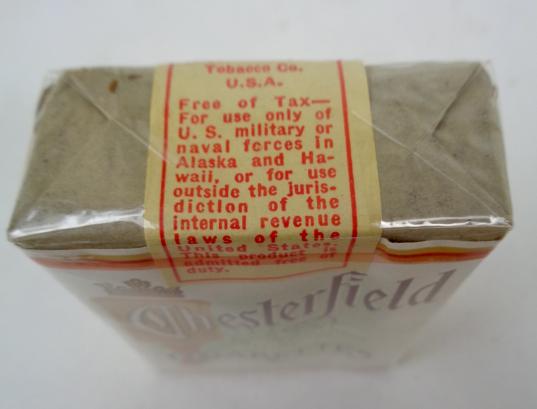 Tobacco Co.
U.S.A.
Free of Tax—
For use only of
U. S. military or
naval forces in
Alaska and Ha-
waii, or for use
outside the juris-
diction of the
internal revenue
laws of the
United States.
This product is
admitted free of
duty.
Chesterfield
CIGARETTES